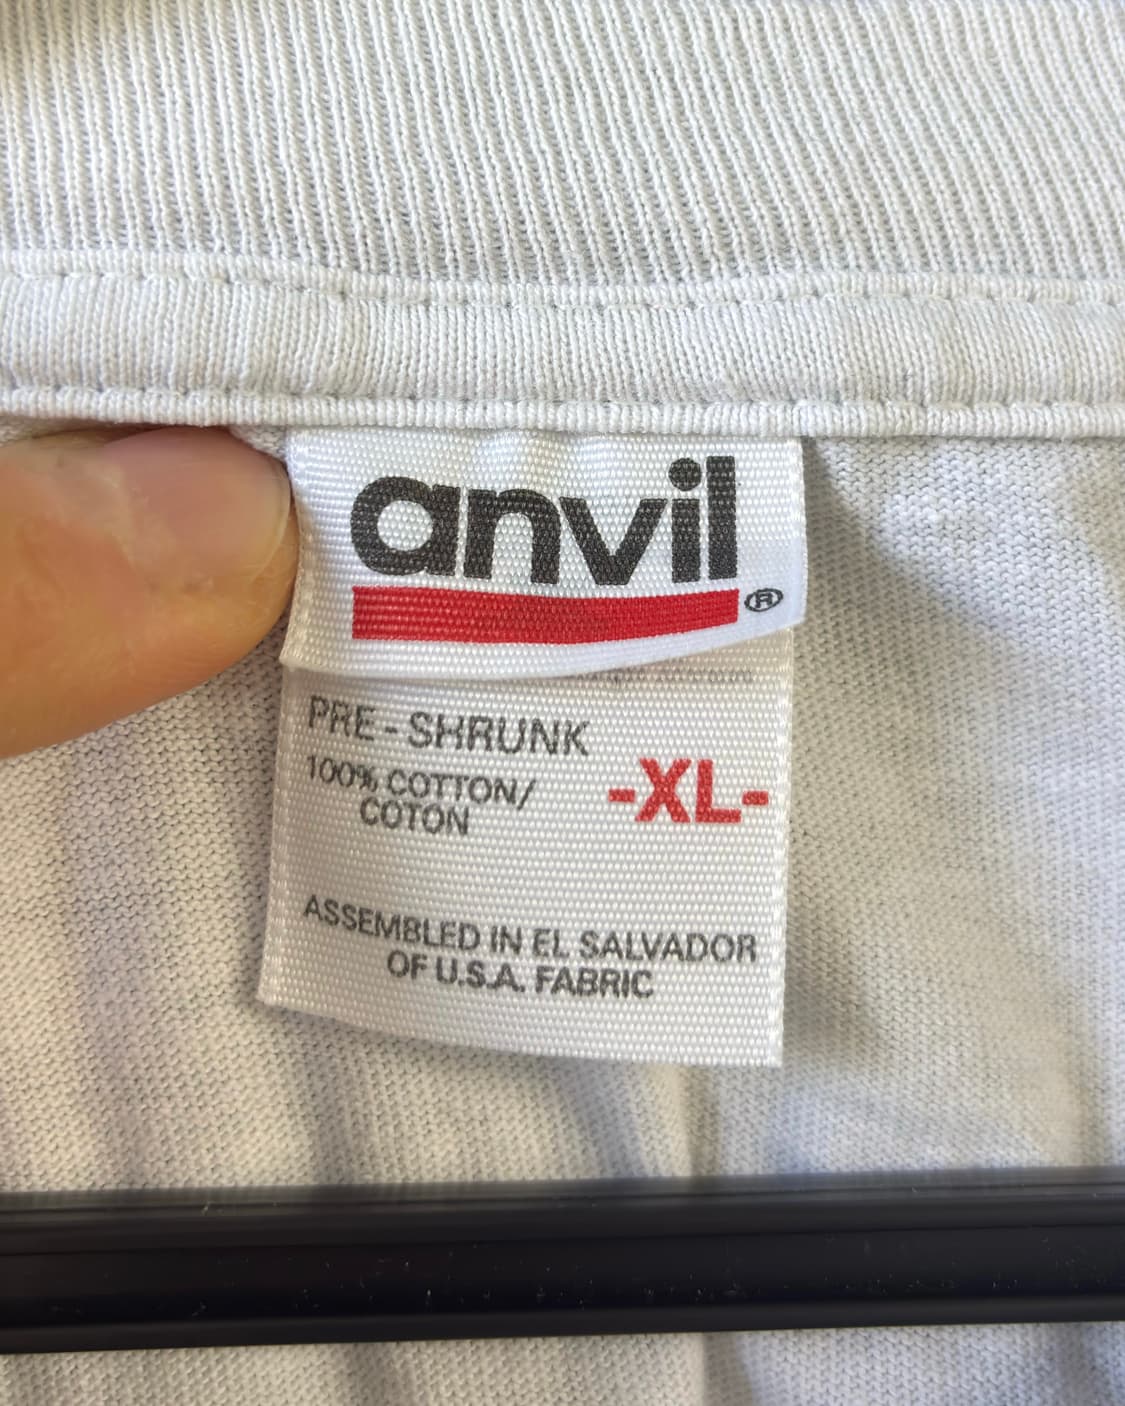 anvil
®
PRE-SHRUNK
100% COTTON/
COTON
-XL-
ASSEMBLED IN EL SALVADOR
OF U.S.A. FABRIC